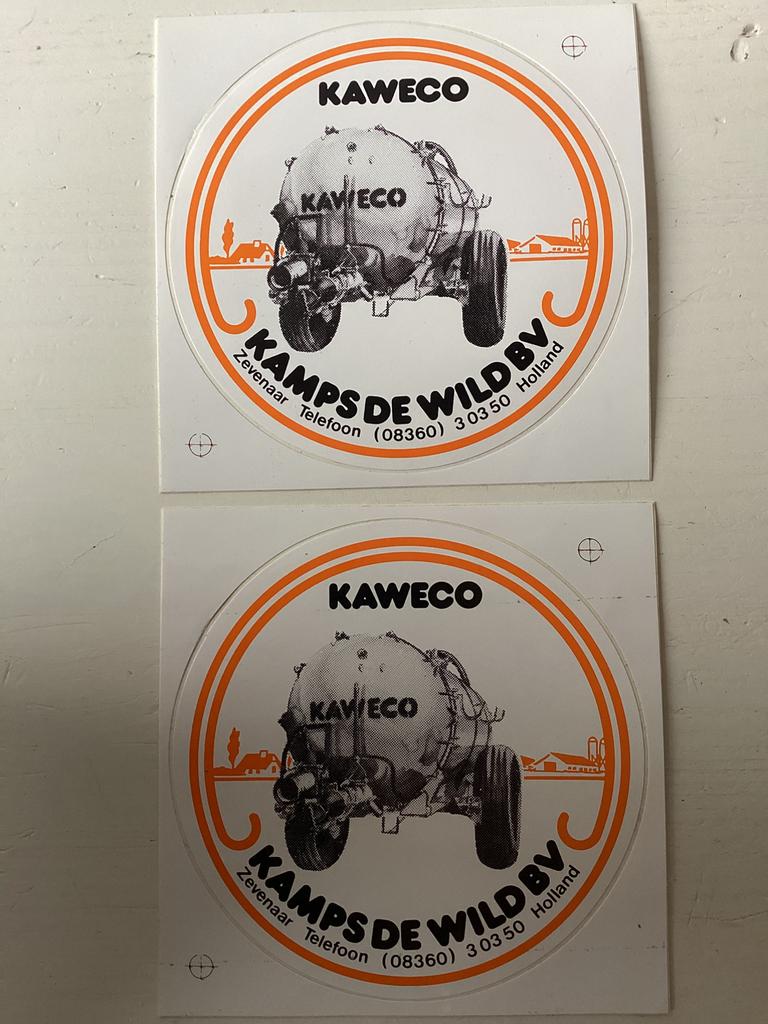 KAWECO
KAWECO
KAMPS DE WILD BV
Zevenaar Telefoon (08360) 30350 Holland
KAWECO
KAWECO
KAMPS DE WILD BV
Zevenaar Telefoon (08360) 30350 Holland